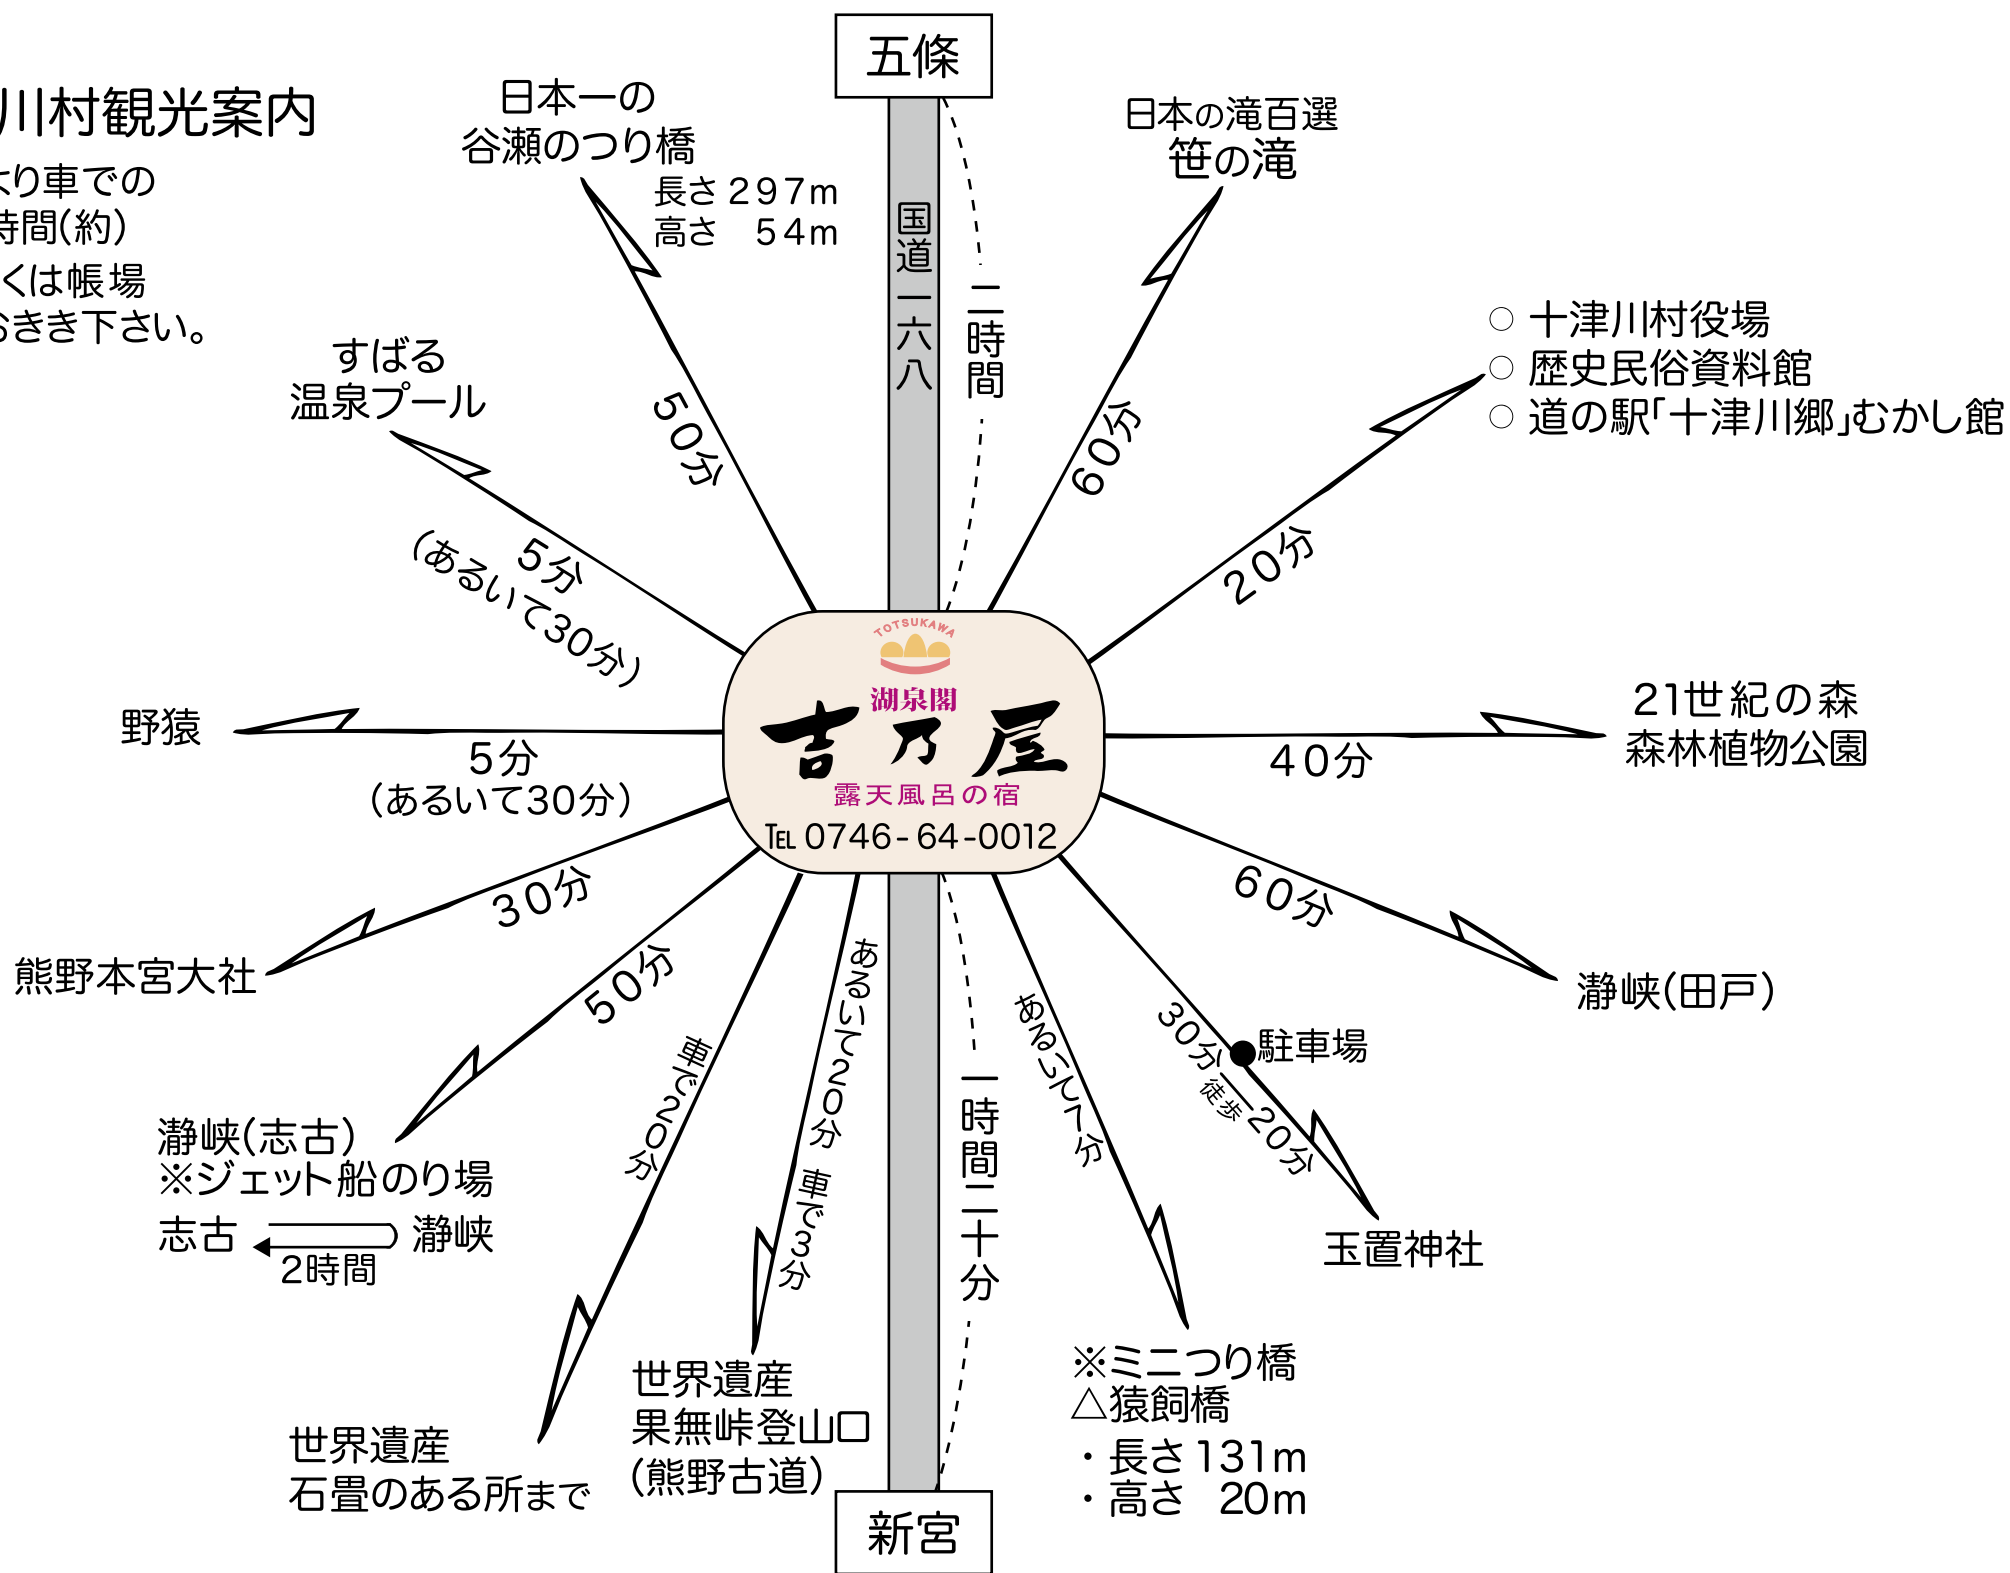 五條
川村観光案内
より車での
時間(約)
くは帳場
おきき下さい。
日本一の
谷瀬のつり橋
長さ 297m
高さ 54m
50分
国道一六八
二時間
日本の滝百選
笹の滝
60分
○ 十津川村役場
○ 歴史民俗資料館
○ 道の駅「十津川郷」むかし館
20分
すばる
温泉プール
5分
(あるいて30分)
野猿
5分
(あるいて30分)
TOTSUKAWA
湖泉閣
吉乃屋
露天風呂の宿
TEL 0746-64-0012
21世紀の森
森林植物公園
40分
熊野本宮大社
30分
瀞峡(田戸)
60分
瀞峡(志古)
※ジェット船のり場
志古 瀞峡
2時間
50分
世界遺産
石畳のある所まで
車で20分
世界遺産
果無峠登山口
(熊野古道)
あるいて20分 車で3分
一時間二十分
新宮
あるいて7分
※ミニつり橋
△猿飼橋
・長さ131m
・高さ 20m
30分
駐車場
徒歩
20分
玉置神社